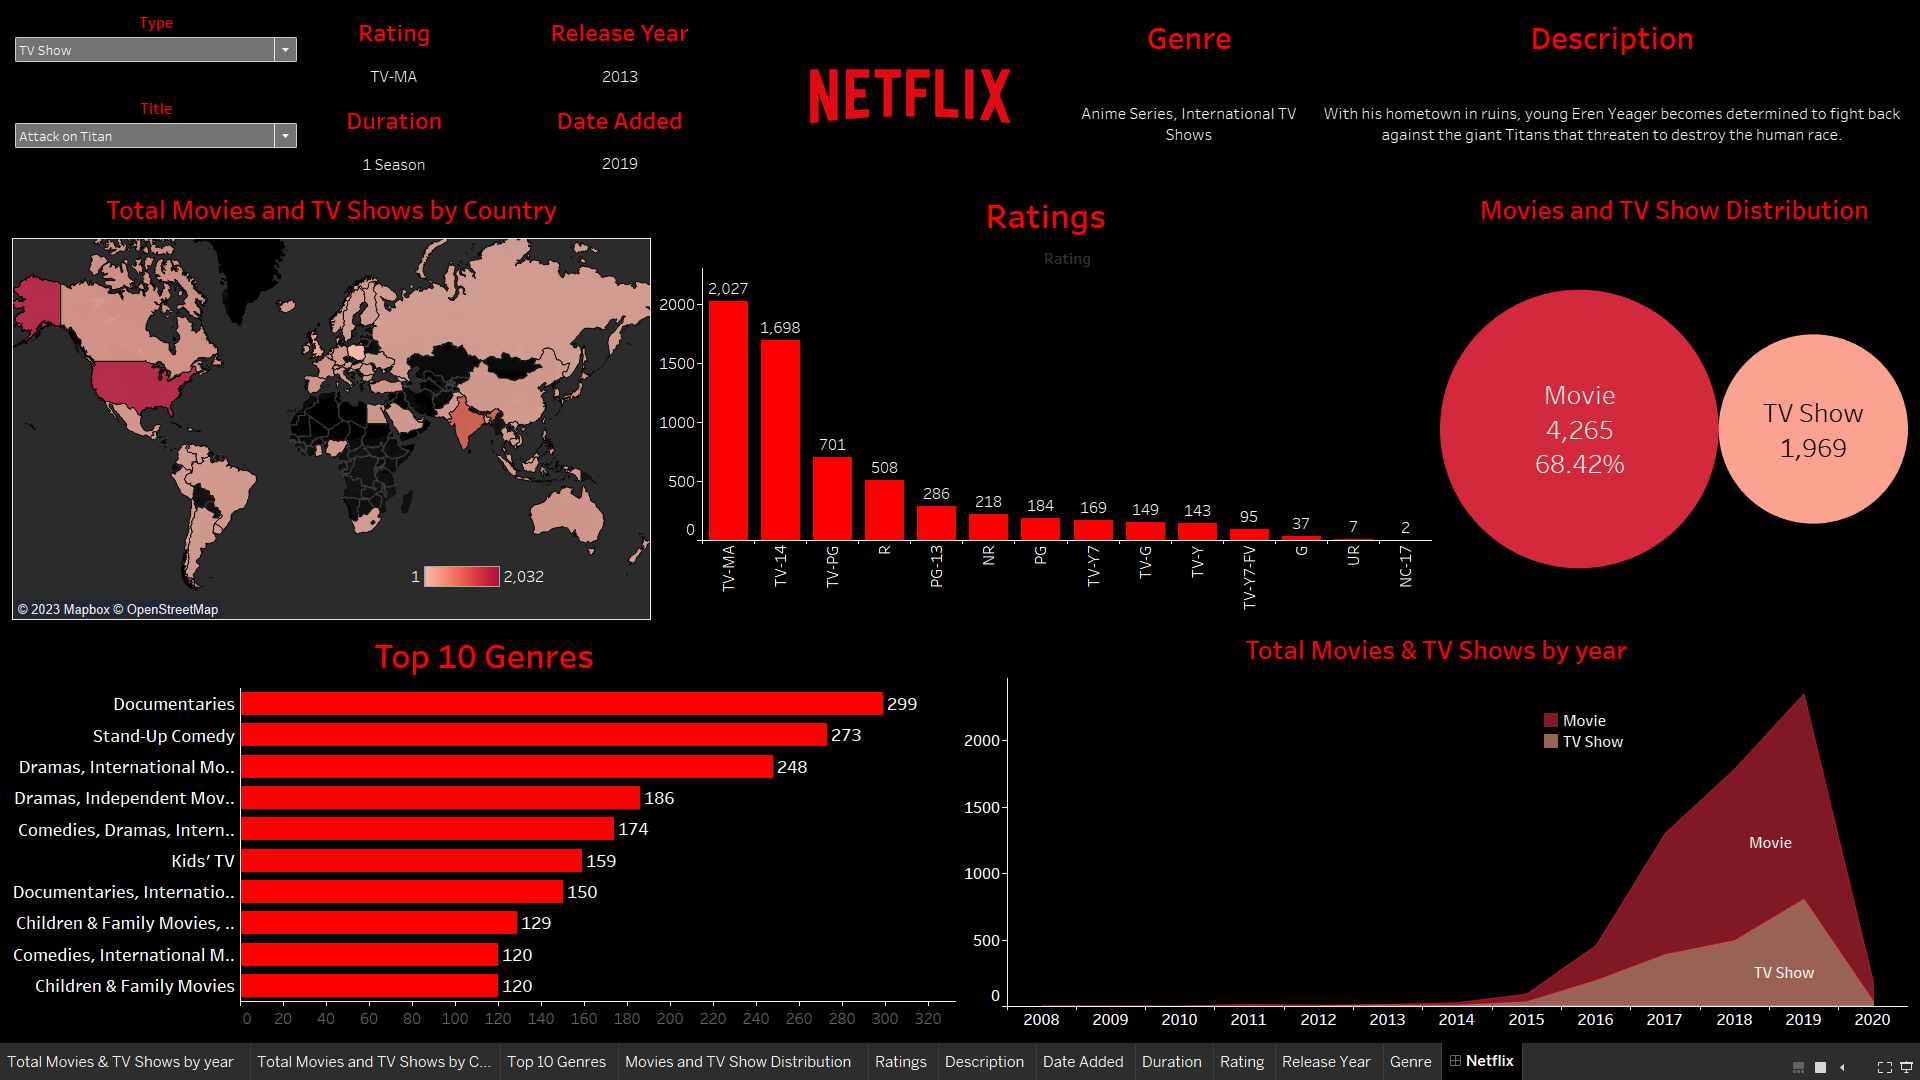 Type
TV Show
Title
Attack on Titan
Rating
TV-MA
Release Year
2013
Duration
1 Season
Date Added
2019
NETFLIX
Genre
Anime Series, International TV
Shows
Description
With his hometown in ruins, young Eren Yeager becomes determined to fight back
against the giant Titans that threaten to destroy the human race.
Total Movies and TV Shows by Country
1
2,032
© 2023 Mapbox © OpenStreetMap
Ratings
Rating
2000
1500
1000
500
0
2,027
1,698
701
508
286
218
184
169
149
143
95
37
7
2
TV-MA
TV-14
TV-PG
R
PG-13
NR
PG
TV-Y7
TV-G
TV-Y
TV-Y7-FV
G
UR
NC-17
Movies and TV Show Distribution
Movie
4,265
68.42%
TV Show
1,969
Top 10 Genres
Documentaries 299
Stand-Up Comedy 273
Dramas, International Mo.. 248
Dramas, Independent Mov.. 186
Comedies, Dramas, Intern.. 174
Kids' TV 159
Documentaries, Internatio.. 150
Children & Family Movies, .. 129
Comedies, International M.. 120
Children & Family Movies 120
0 20 40 60 80 100 120 140 160 180 200 220 240 260 280 300 320
Total Movies & TV Shows by year
Movie
TV Show
2000
1500
1000
500
0
Movie
TV Show
2008 2009 2010 2011 2012 2013 2014 2015 2016 2017 2018 2019 2020
Total Movies & TV Shows by year Total Movies and TV Shows by C... Top 10 Genres Movies and TV Show Distribution Ratings Description Date Added Duration Rating Release Year Genre Netflix